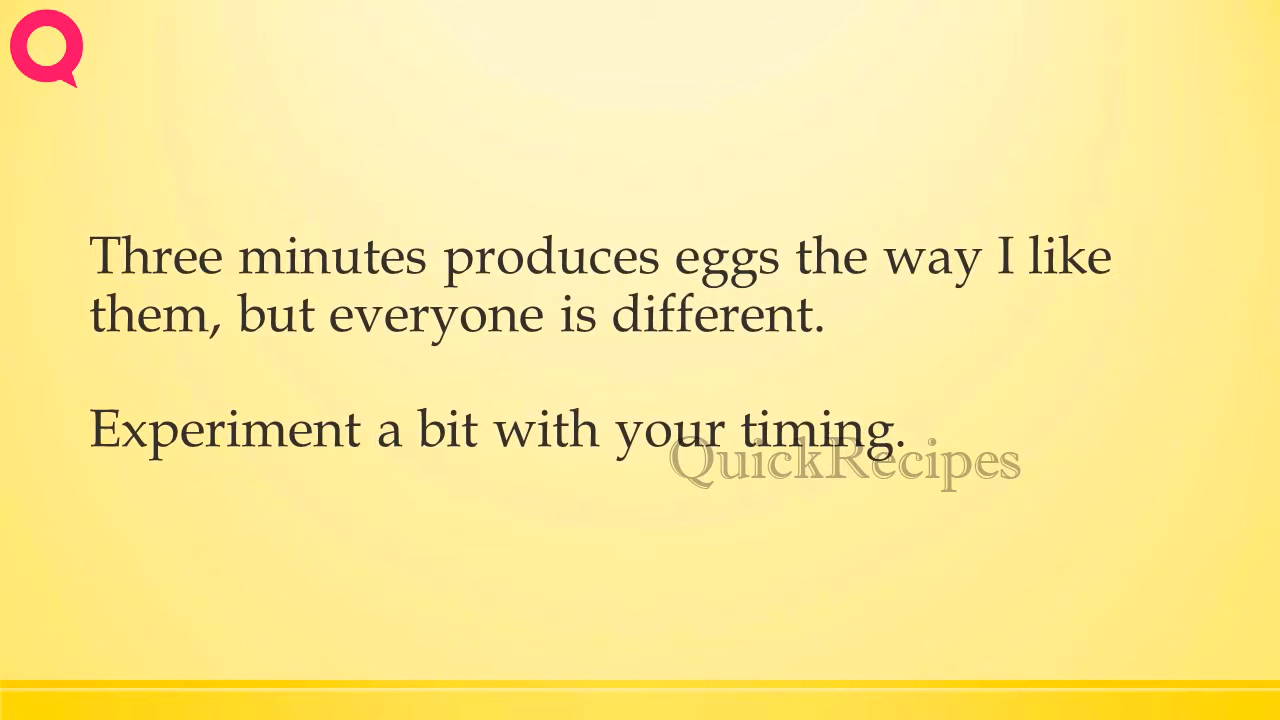 Three minutes produces eggs the way I like
them, but everyone is different.
Experiment a bit with your timing.
QuickRecipes